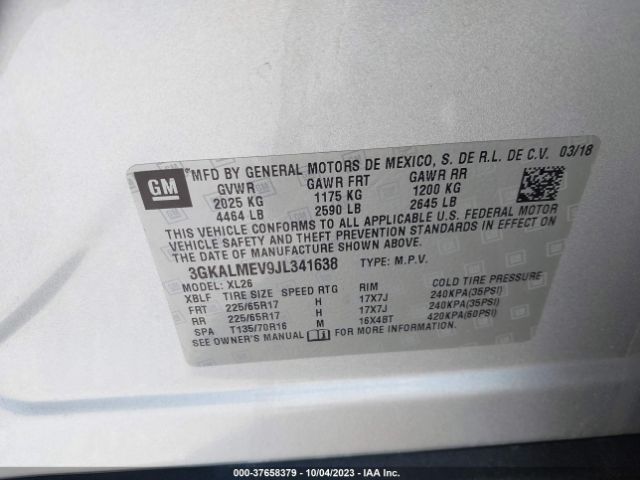 GM
MFD BY GENERAL MOTORS DE MEXICO, S. DE R.L. DE C.V. 03/18
GVWR GAWR FRT GAWR RR
2025 KG 1175 KG 1200 KG
4464 LB 2590 LB 2645 LB
THIS VEHICLE CONFORMS TO ALL APPLICABLE U.S. FEDERAL MOTOR
VEHICLE SAFETY AND THEFT PREVENTION STANDARDS IN EFFECT ON
THE DATE OF MANUFACTURE SHOWN ABOVE.
3GKALMEV9JL341638 TYPE: M.P.V.
MODEL: XL26
XBLF TIRE SIZE SPEED RTG RIM COLD TIRE PRESSURE
FRT 225/65R17 H 17X7J 240KPA(35PSI)
RR 225/65R17 H 17X7J 240KPA(35PSI)
SPA T135/70R16 M 16X4BT 420KPA(60PSI)
SEE OWNER'S MANUAL FOR MORE INFORMATION
000-37658379 - 10/04/2023 - IAA Inc.